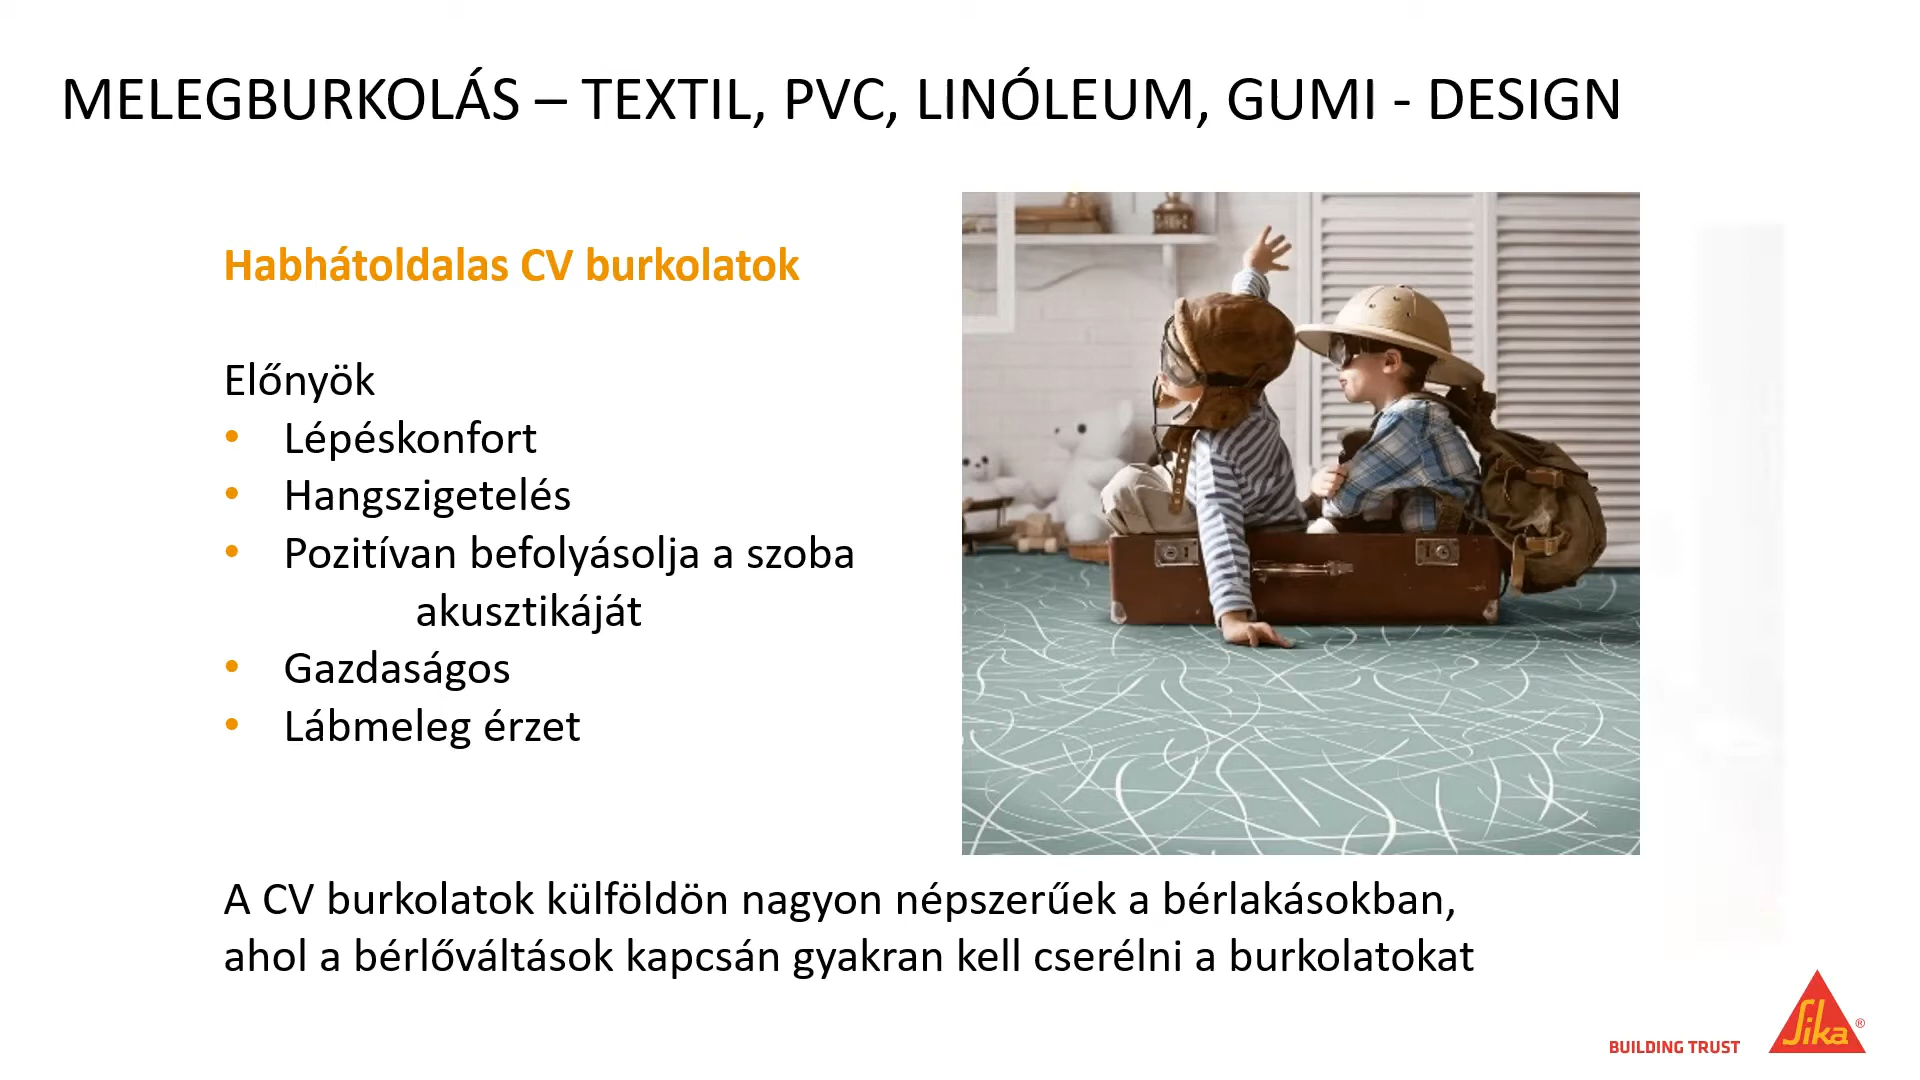 MELEGBURKOLÁS – TEXTIL, PVC, LINÓLEUM, GUMI - DESIGN
Habhátoldalas CV burkolatok
Előnyök
• Lépéskonfort
• Hangszigetelés
• Pozitívan befolyásolja a szoba
akusztikáját
• Gazdaságos
• Lábmeleg érzet
A CV burkolatok külföldön nagyon népszerűek a bérlakásokban,
ahol a bérlőváltások kapcsán gyakran kell cserélni a burkolatokat
BUILDING TRUST
Sika®